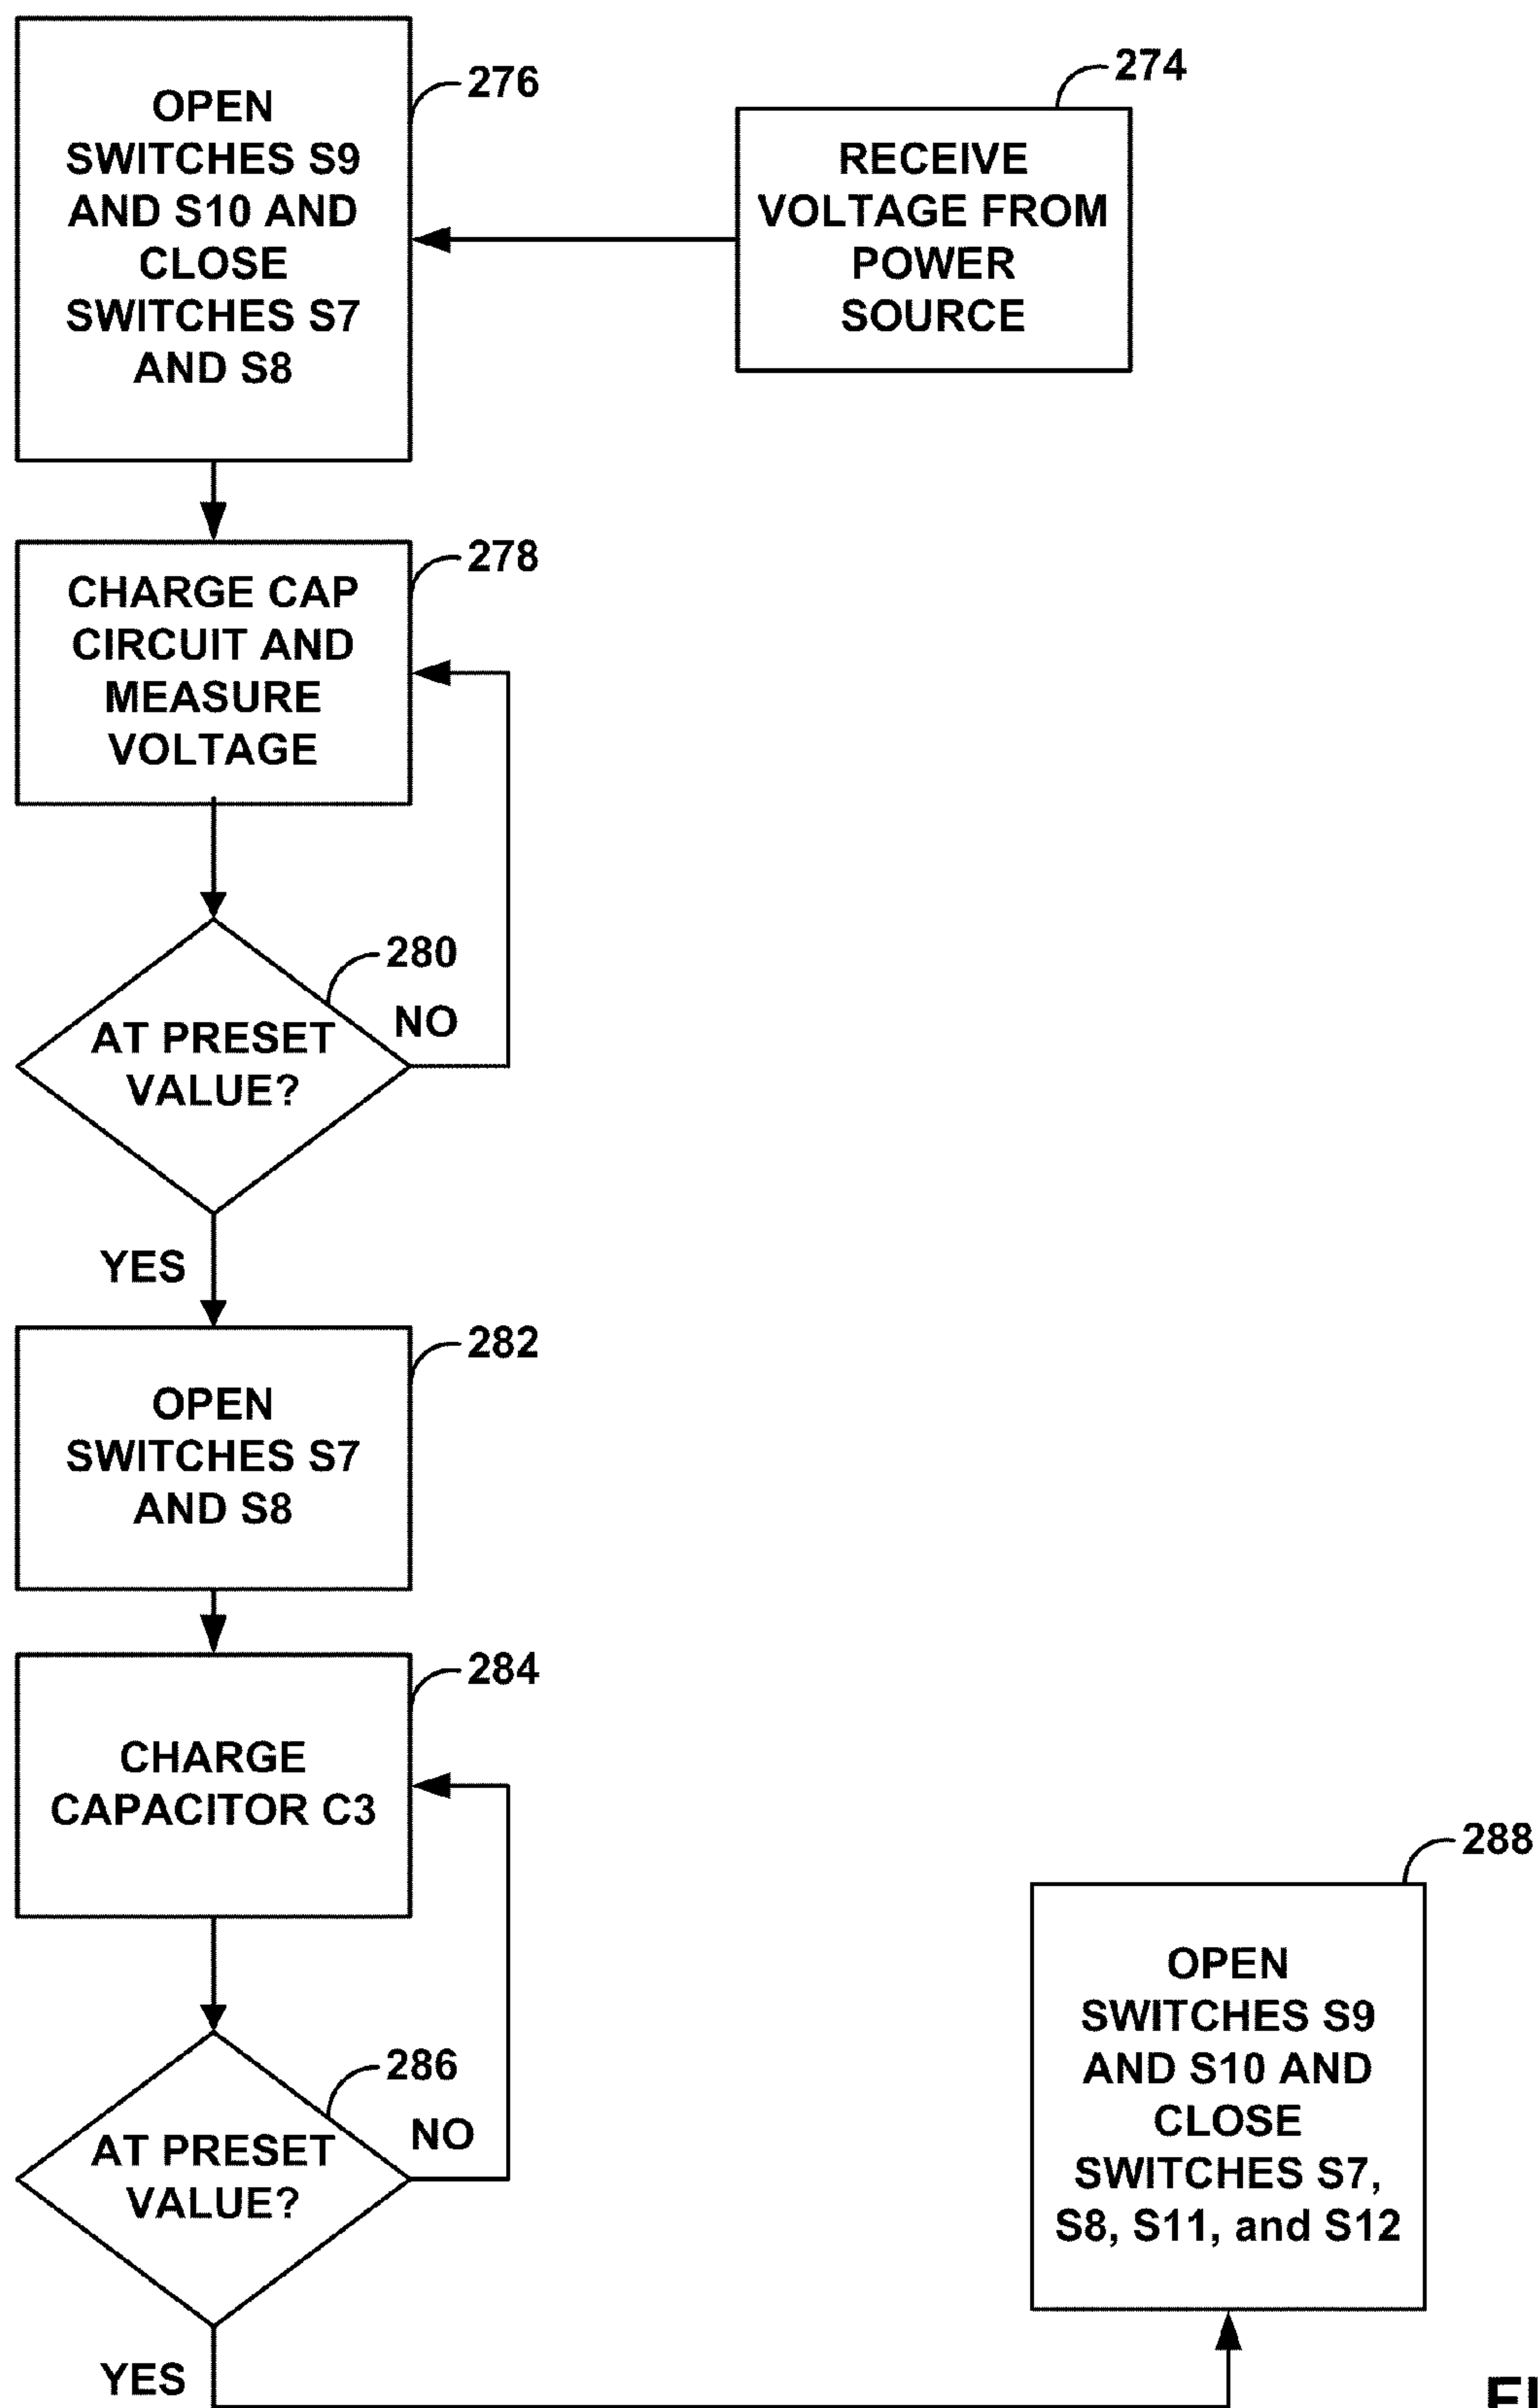 274
RECEIVE
VOLTAGE FROM
POWER
SOURCE
276
OPEN
SWITCHES S9
AND S10 AND
CLOSE
SWITCHES S7
AND S8
278
CHARGE CAP
CIRCUIT AND
MEASURE
VOLTAGE
280
AT PRESET
VALUE?
NO
YES
282
OPEN
SWITCHES S7
AND S8
284
CHARGE
CAPACITOR C3
286
AT PRESET
VALUE?
NO
YES
288
OPEN
SWITCHES S9
AND S10 AND
CLOSE
SWITCHES S7,
S8, S11, and S12